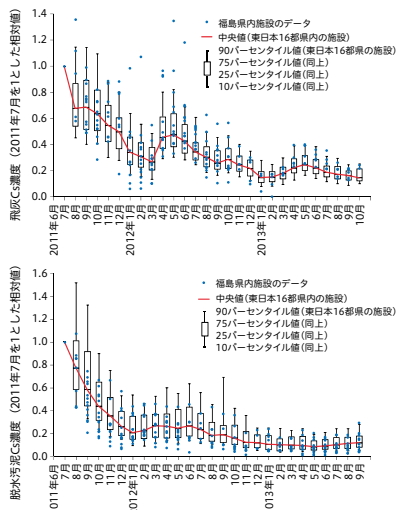 飛灰Cs濃度（2011年7月を1とした相対値）
1.4
1.2
1.0
0.8
0.6
0.4
0.2
0.0
福島県内施設のデータ
中央値（東日本16都県内の施設）
90パーセンタイル値（東日本16都県の施設）
75パーセンタイル値（同上）
25パーセンタイル値（同上）
10パーセンタイル値（同上）
2011年6月
7月
8月
9月
10月
11月
12月
2012年1月
2月
3月
4月
5月
6月
7月
8月
9月
10月
11月
12月
2013年1月
2月
3月
4月
5月
6月
7月
8月
9月
10月
脱水汚泥Cs濃度（2011年7月を1とした相対値）
1.6
1.4
1.2
1.0
0.8
0.6
0.4
0.2
0.0
福島県内施設のデータ
中央値（東日本16都県内の施設）
90パーセンタイル値（東日本16都県の施設）
75パーセンタイル値（同上）
25パーセンタイル値（同上）
10パーセンタイル値（同上）
011年6月
7月
8月
9月
10月
11月
12月
012年1月
2月
3月
4月
5月
6月
7月
8月
9月
10月
11月
12月
013年1月
2月
3月
4月
5月
6月
7月
8月
9月